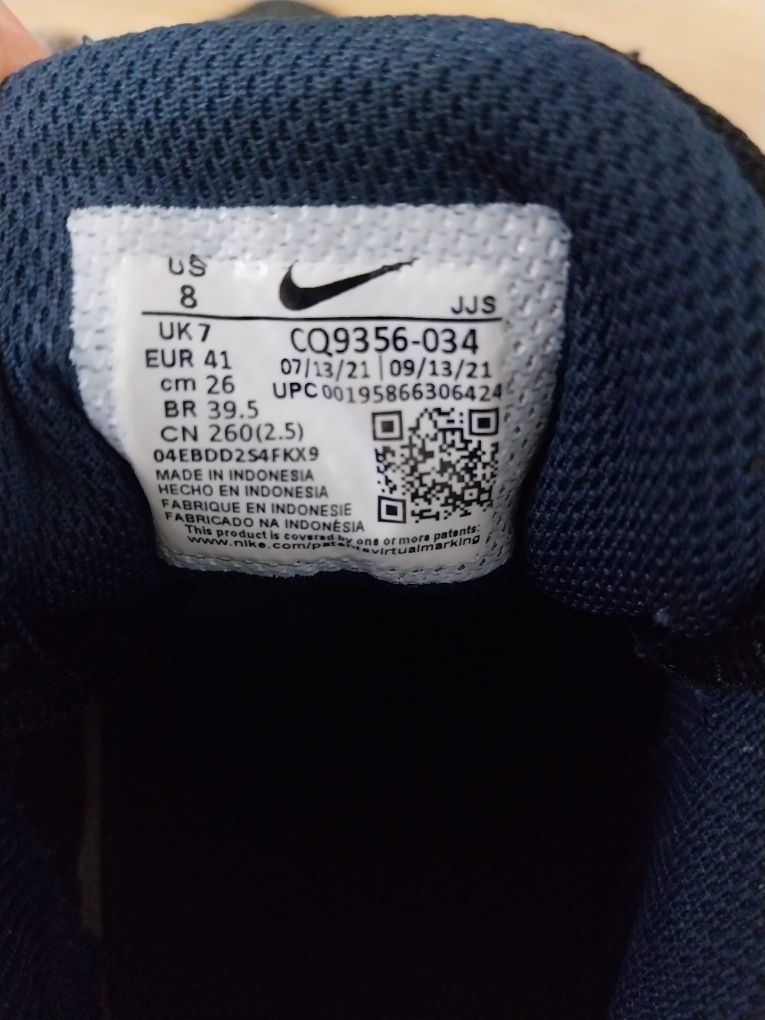 US
8
JJS
UK 7
CQ9356-034
EUR 41
07/13/21 | 09/13/21
cm 26
UPC 00195866306424
BR 39.5
CN 260(2.5)
04EBDD2S4FKX9
MADE IN INDONESIA
HECHO EN INDONESIA
FABRIQUE EN INDONESIE
FABRICADO NA INDONÉSIA
This product is covered by one or more patents:
www.nike.com/patentsvirtualmarking